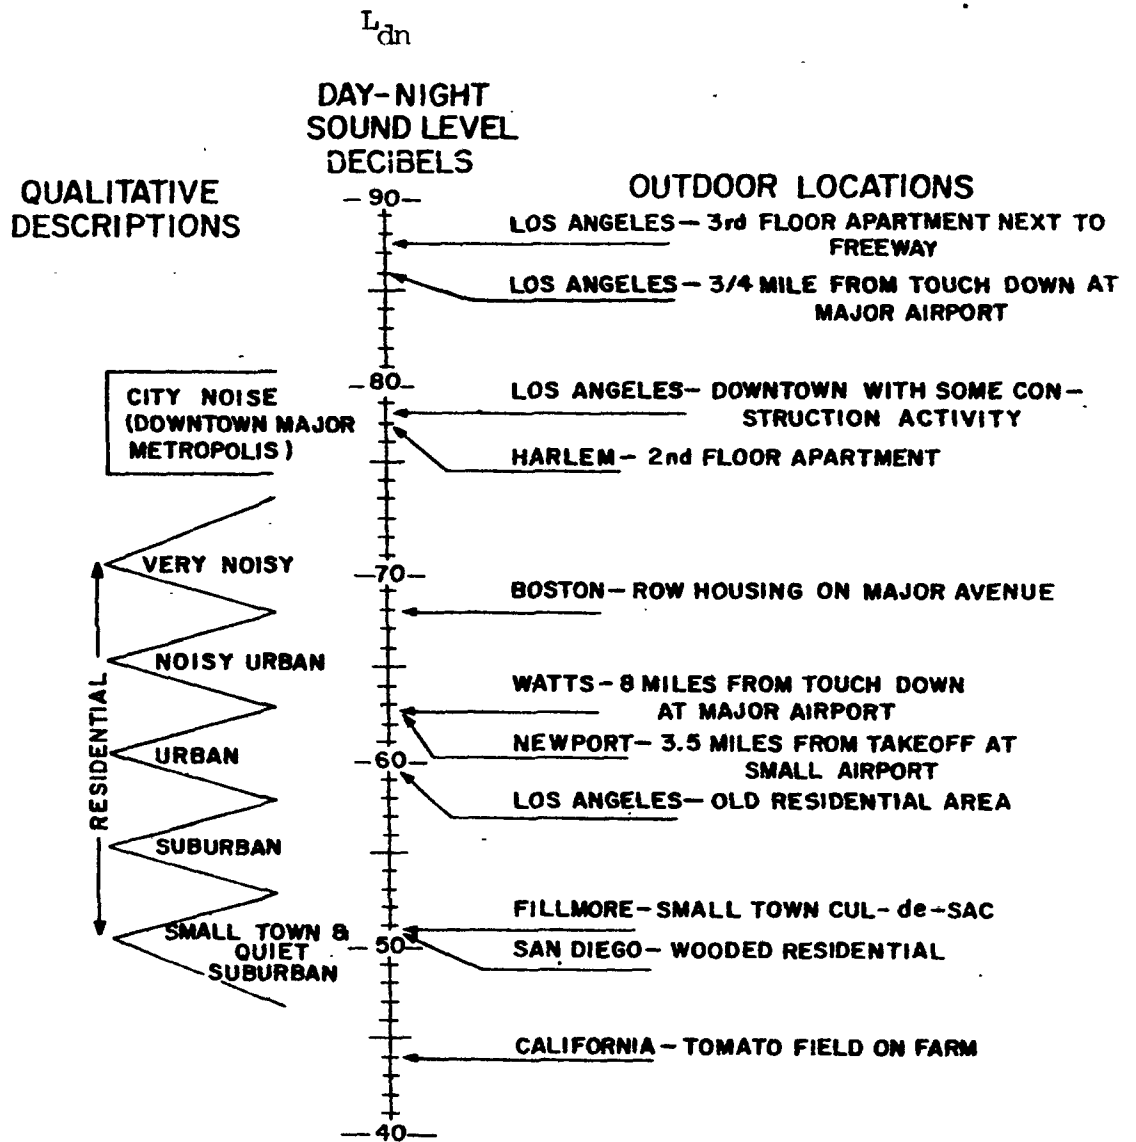 Ldn
DAY-NIGHT
SOUND LEVEL
DECIBELS
QUALITATIVE
DESCRIPTIONS
OUTDOOR LOCATIONS
—90—
LOS ANGELES — 3rd FLOOR APARTMENT NEXT TO
FREEWAY
LOS ANGELES — 3/4 MILE FROM TOUCH DOWN AT
MAJOR AIRPORT
—80—
CITY NOISE
(DOWNTOWN MAJOR
METROPOLIS)
LOS ANGELES — DOWNTOWN WITH SOME CON-
STRUCTION ACTIVITY
HARLEM — 2nd FLOOR APARTMENT
VERY NOISY
—70—
BOSTON — ROW HOUSING ON MAJOR AVENUE
NOISY URBAN
WATTS — 8 MILES FROM TOUCH DOWN
AT MAJOR AIRPORT
RESIDENTIAL
URBAN
NEWPORT — 3.5 MILES FROM TAKEOFF AT
SMALL AIRPORT
—60—
LOS ANGELES — OLD RESIDENTIAL AREA
SUBURBAN
FILLMORE — SMALL TOWN CUL-de-SAC
SMALL TOWN &
QUIET
SUBURBAN
—50—
SAN DIEGO — WOODED RESIDENTIAL
CALIFORNIA — TOMATO FIELD ON FARM
—40—